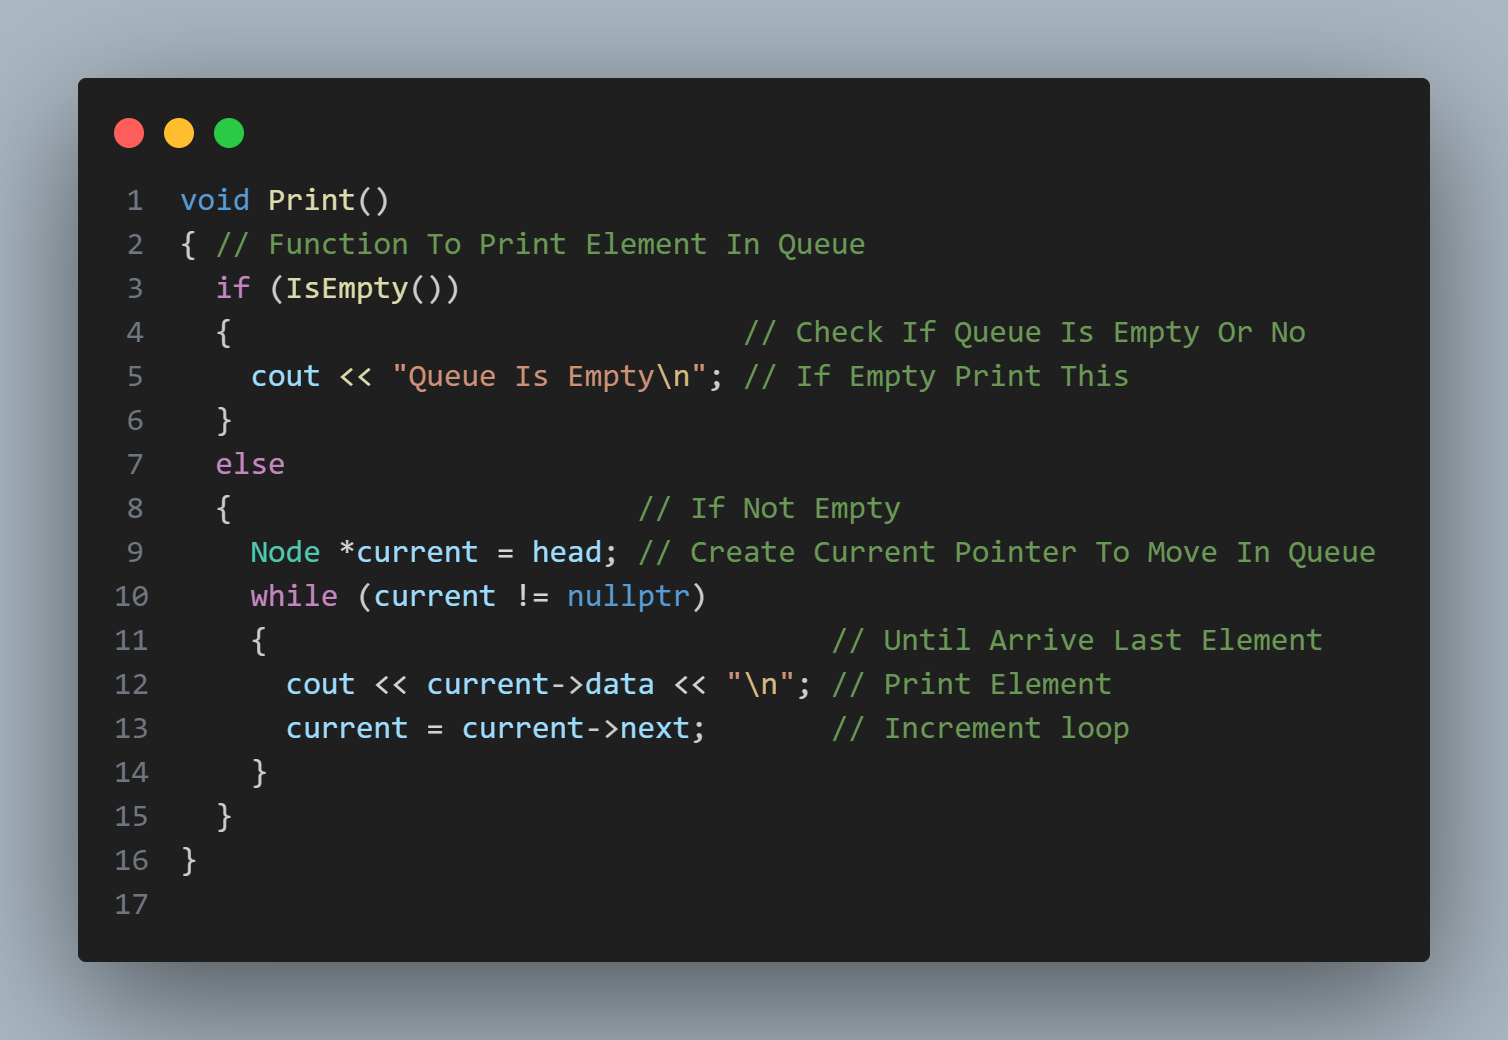 1 void Print()
2 { // Function To Print Element In Queue
3   if (IsEmpty())
4   {                             // Check If Queue Is Empty Or No
5     cout << "Queue Is Empty\n"; // If Empty Print This
6   }
7   else
8   {                       // If Not Empty
9     Node *current = head; // Create Current Pointer To Move In Queue
10     while (current != nullptr)
11     {                                // Until Arrive Last Element
12       cout << current->data << "\n"; // Print Element
13       current = current->next;       // Increment loop
14     }
15   }
16 }
17